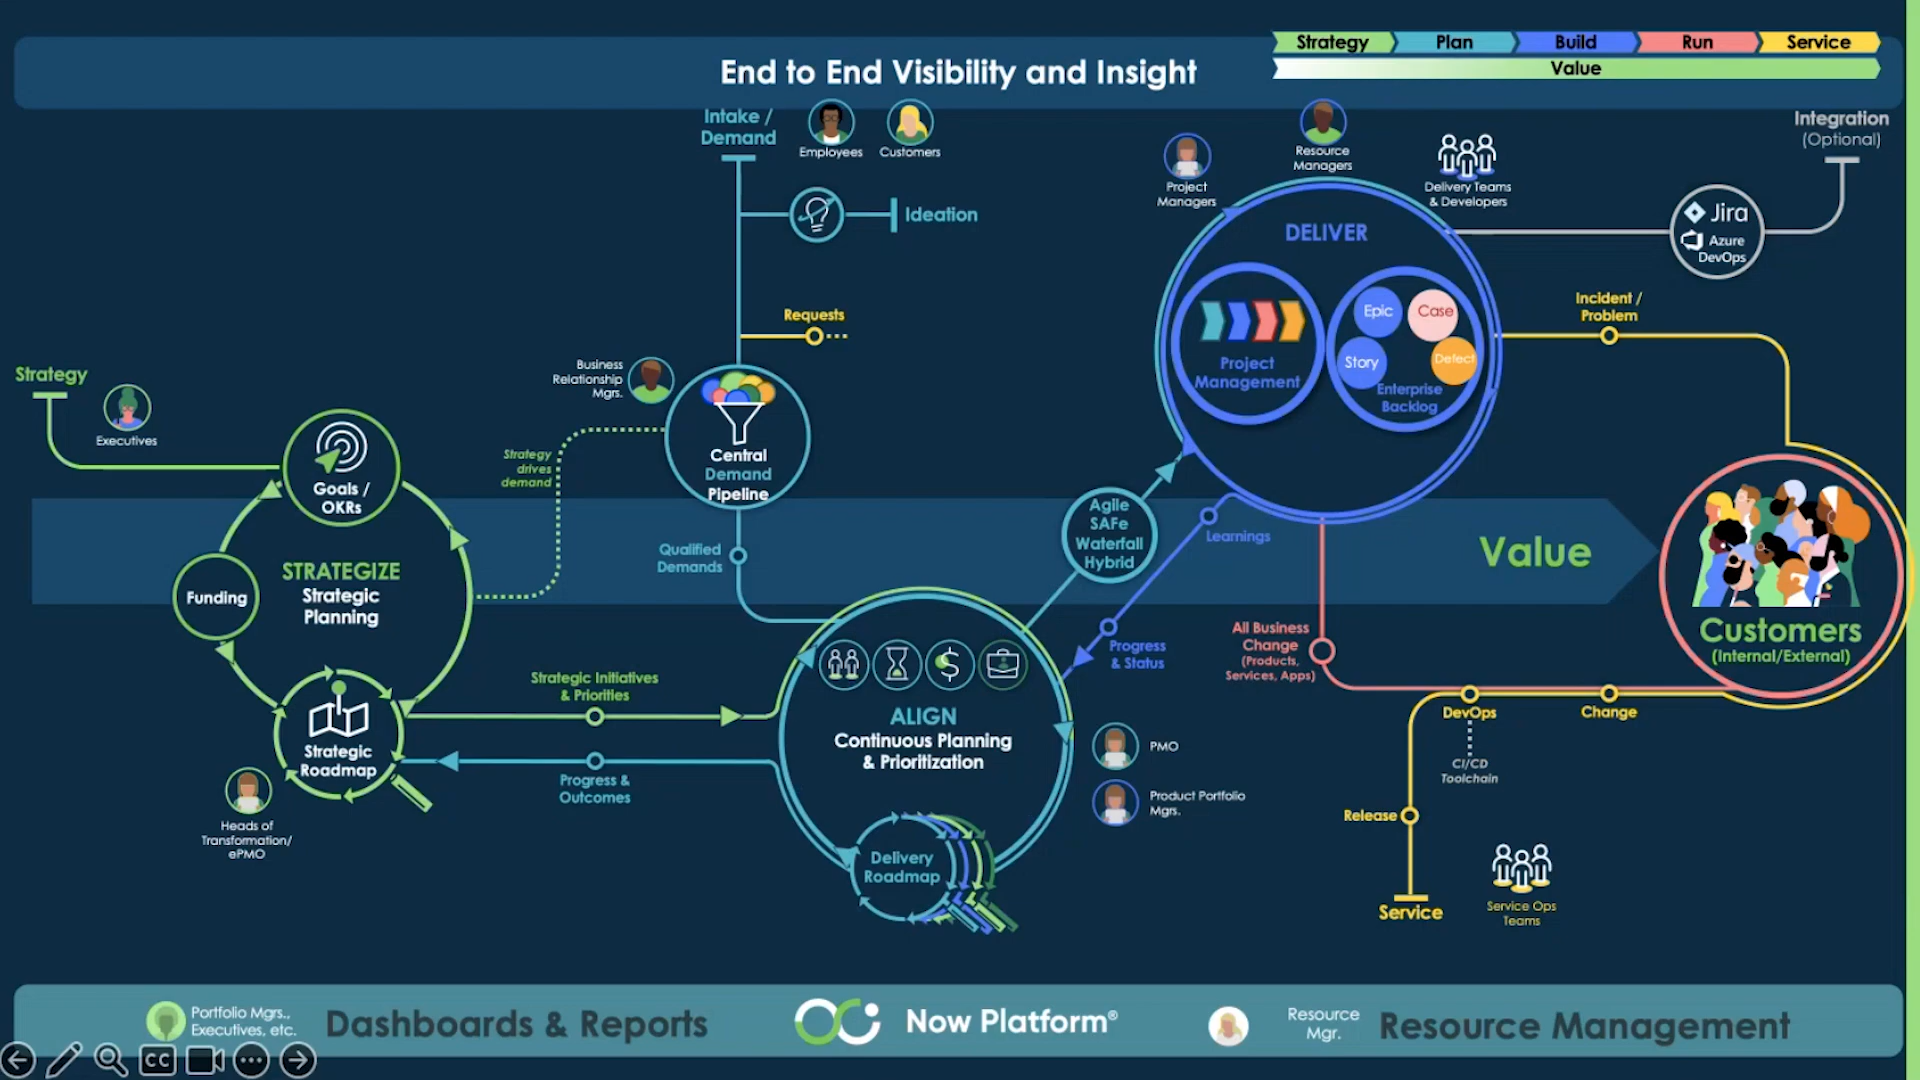 End to End Visibility and Insight
Strategy
Plan
Build
Run
Service
Value
Intake /
Demand
Employees
Customers
Ideation
Requests
Business
Relationship
Mgrs.
Central
Demand
Pipeline
Strategy
drives
demand
Qualified
Demands
Strategy
Executives
Goals /
OKRs
Funding
STRATEGIZE
Strategic
Planning
Strategic
Roadmap
Heads of
Transformation/
ePMO
Strategic Initiatives
& Priorities
Progress &
Outcomes
ALIGN
Continuous Planning
& Prioritization
Delivery
Roadmap
PMO
Product Portfolio
Mgrs.
Agile
SAFe
Waterfall
Hybrid
Learnings
Progress
& Status
Project
Managers
Resource
Managers
Delivery Teams
& Developers
DELIVER
Project
Management
Epic
Case
Story
Defect
Enterprise
Backlog
Integration
(Optional)
Jira
Azure
DevOps
Incident /
Problem
Value
Customers
(Internal/External)
All Business
Change
(Products,
Services, Apps)
DevOps
Change
CI/CD
Toolchain
Release
Service
Service Ops
Teams
Portfolio Mgrs.,
Executives, etc.
Dashboards & Reports
Now Platform®
Resource
Mgr.
Resource Management
CC